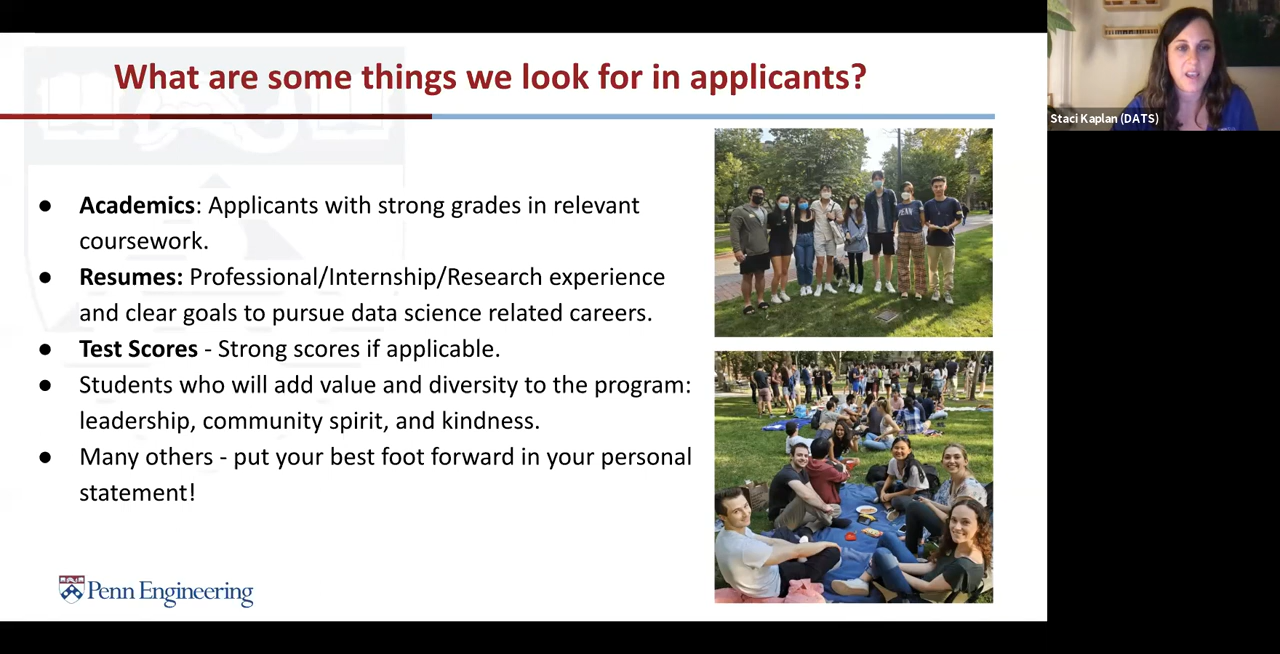 What are some things we look for in applicants?
Staci Kaplan (DATS)
● Academics: Applicants with strong grades in relevant
coursework.
● Resumes: Professional/Internship/Research experience
and clear goals to pursue data science related careers.
● Test Scores - Strong scores if applicable.
● Students who will add value and diversity to the program:
leadership, community spirit, and kindness.
● Many others - put your best foot forward in your personal
statement!
PENN
Penn Engineering